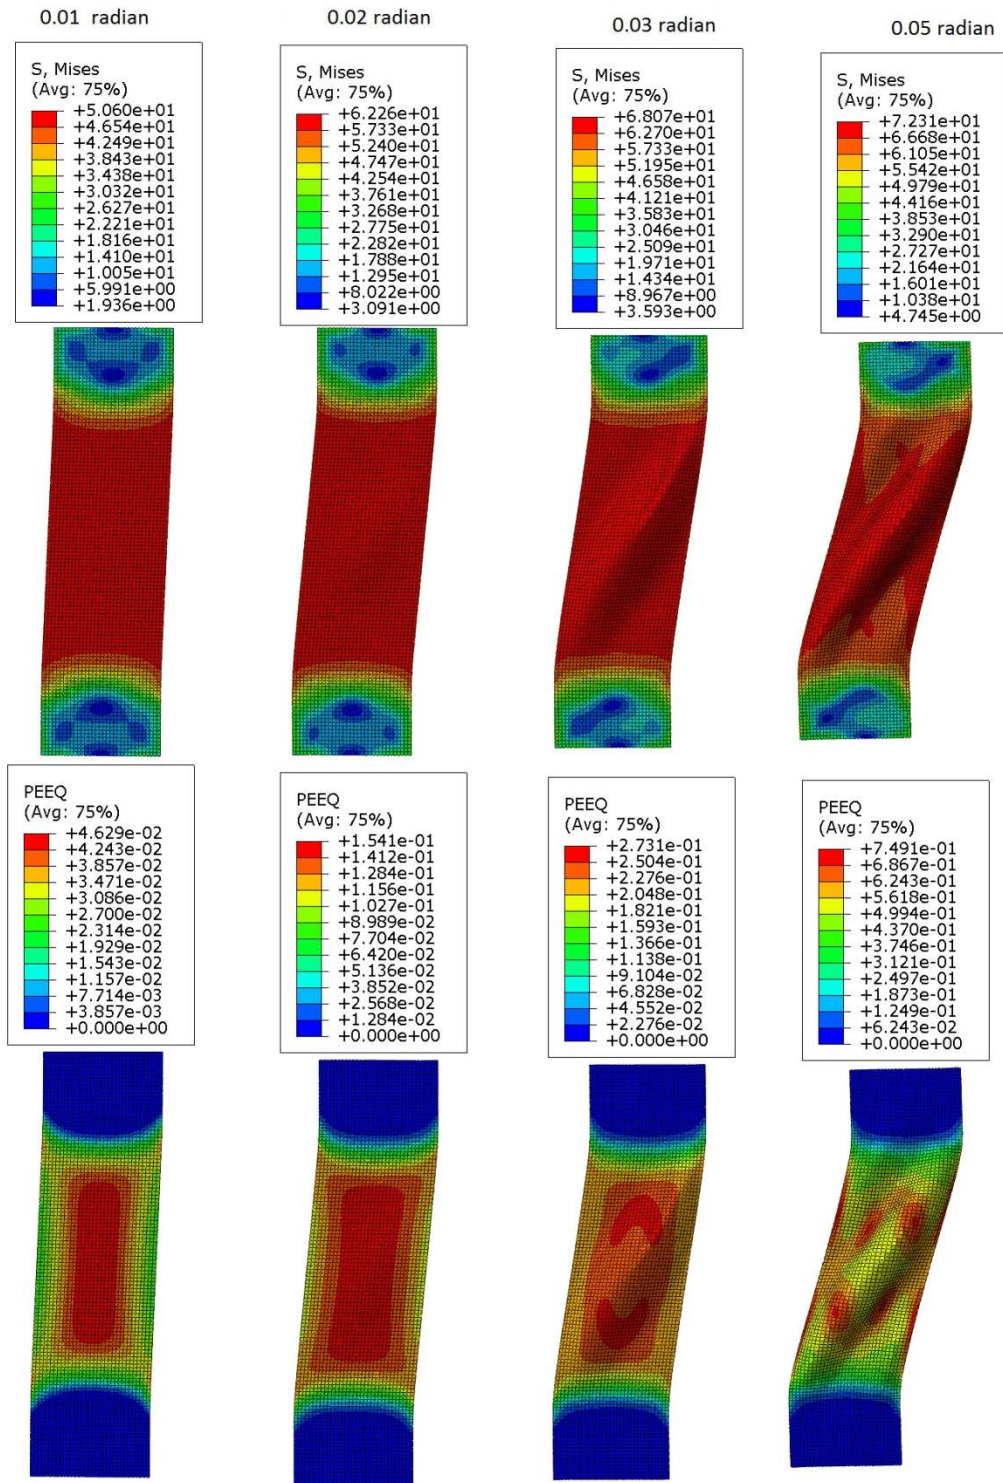 0.01 radian
0.02 radian
0.03 radian
0.05 radian
S, Mises
(Avg: 75%)
+5.060e+01
+4.654e+01
+4.249e+01
+3.843e+01
+3.438e+01
+3.032e+01
+2.627e+01
+2.221e+01
+1.816e+01
+1.410e+01
+1.005e+01
+5.991e+00
+1.936e+00
S, Mises
(Avg: 75%)
+6.226e+01
+5.733e+01
+5.240e+01
+4.747e+01
+4.254e+01
+3.761e+01
+3.268e+01
+2.775e+01
+2.282e+01
+1.788e+01
+1.295e+01
+8.022e+00
+3.091e+00
S, Mises
(Avg: 75%)
+6.807e+01
+6.270e+01
+5.733e+01
+5.195e+01
+4.658e+01
+4.121e+01
+3.583e+01
+3.046e+01
+2.509e+01
+1.971e+01
+1.434e+01
+8.967e+00
+3.593e+00
S, Mises
(Avg: 75%)
+7.231e+01
+6.668e+01
+6.105e+01
+5.542e+01
+4.979e+01
+4.416e+01
+3.853e+01
+3.290e+01
+2.727e+01
+2.164e+01
+1.601e+01
+1.038e+01
+4.745e+00
PEEQ
(Avg: 75%)
+4.629e-02
+4.243e-02
+3.857e-02
+3.471e-02
+3.086e-02
+2.700e-02
+2.314e-02
+1.929e-02
+1.543e-02
+1.157e-02
+7.714e-03
+3.857e-03
+0.000e+00
PEEQ
(Avg: 75%)
+1.541e-01
+1.412e-01
+1.284e-01
+1.156e-01
+1.027e-01
+8.989e-02
+7.704e-02
+6.420e-02
+5.136e-02
+3.852e-02
+2.568e-02
+1.284e-02
+0.000e+00
PEEQ
(Avg: 75%)
+2.731e-01
+2.504e-01
+2.276e-01
+2.048e-01
+1.821e-01
+1.593e-01
+1.366e-01
+1.138e-01
+9.104e-02
+6.828e-02
+4.552e-02
+2.276e-02
+0.000e+00
PEEQ
(Avg: 75%)
+7.491e-01
+6.867e-01
+6.243e-01
+5.618e-01
+4.994e-01
+4.370e-01
+3.746e-01
+3.121e-01
+2.497e-01
+1.873e-01
+1.249e-01
+6.243e-02
+0.000e+00